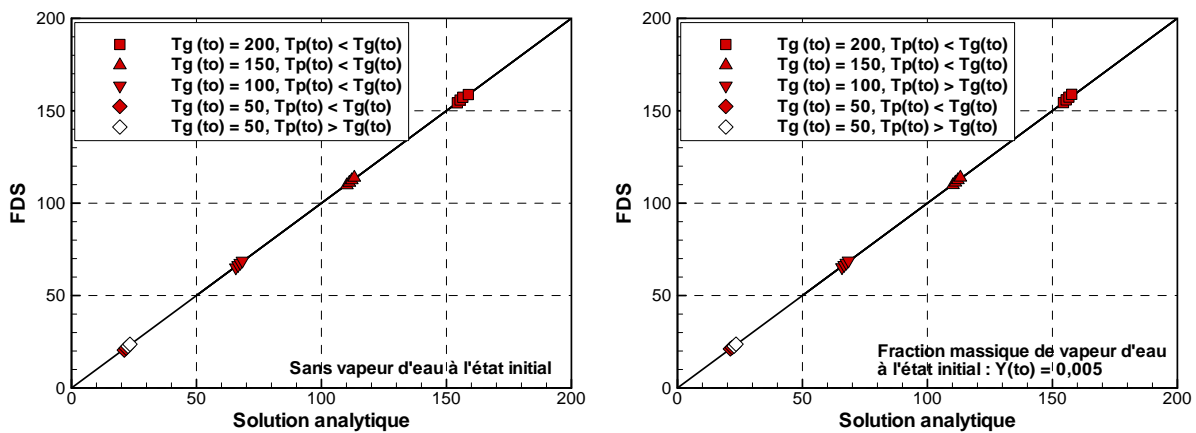 200
150
100
50
0
FDS
Tg (to) = 200, Tp(to) < Tg(to)
Tg (to) = 150, Tp(to) < Tg(to)
Tg (to) = 100, Tp(to) < Tg(to)
Tg (to) = 50, Tp(to) < Tg(to)
Tg (to) = 50, Tp(to) > Tg(to)
Sans vapeur d'eau à l'état initial
0 50 100 150 200
Solution analytique
200
150
100
50
0
FDS
Tg (to) = 200, Tp(to) < Tg(to)
Tg (to) = 150, Tp(to) < Tg(to)
Tg (to) = 100, Tp(to) > Tg(to)
Tg (to) = 50, Tp(to) < Tg(to)
Tg (to) = 50, Tp(to) > Tg(to)
Fraction massique de vapeur d'eau
à l'état initial : Y(to) = 0,005
0 50 100 150 200
Solution analytique